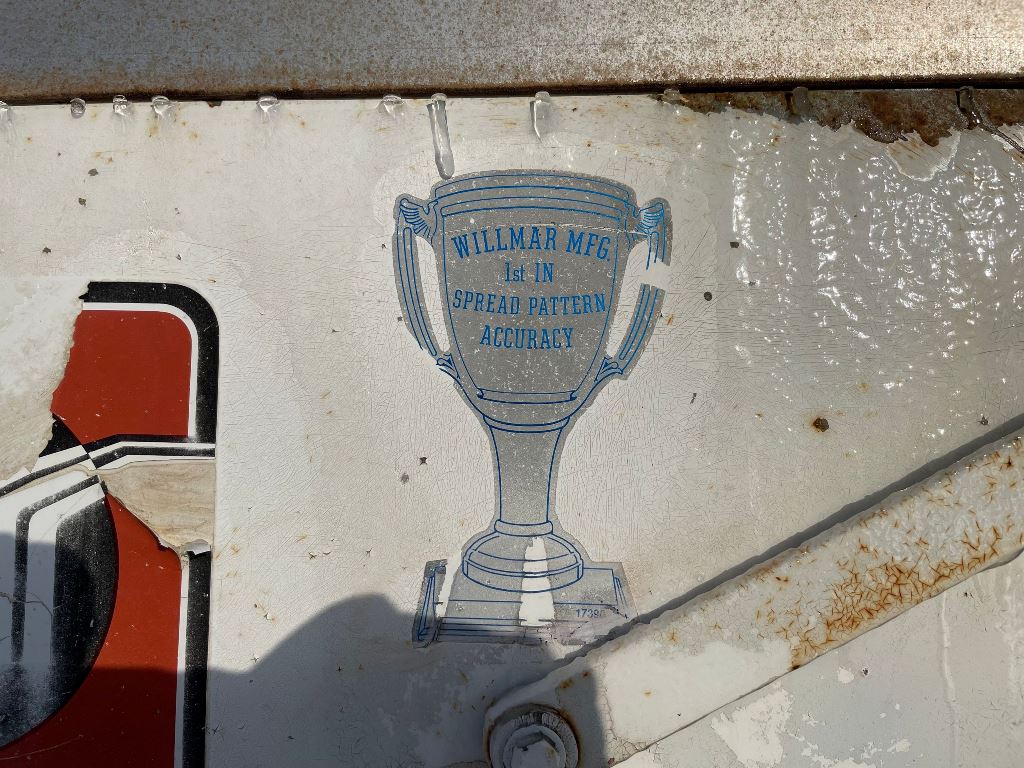 WILLMAR MFG.
1st IN
SPREAD PATTERN
ACCURACY